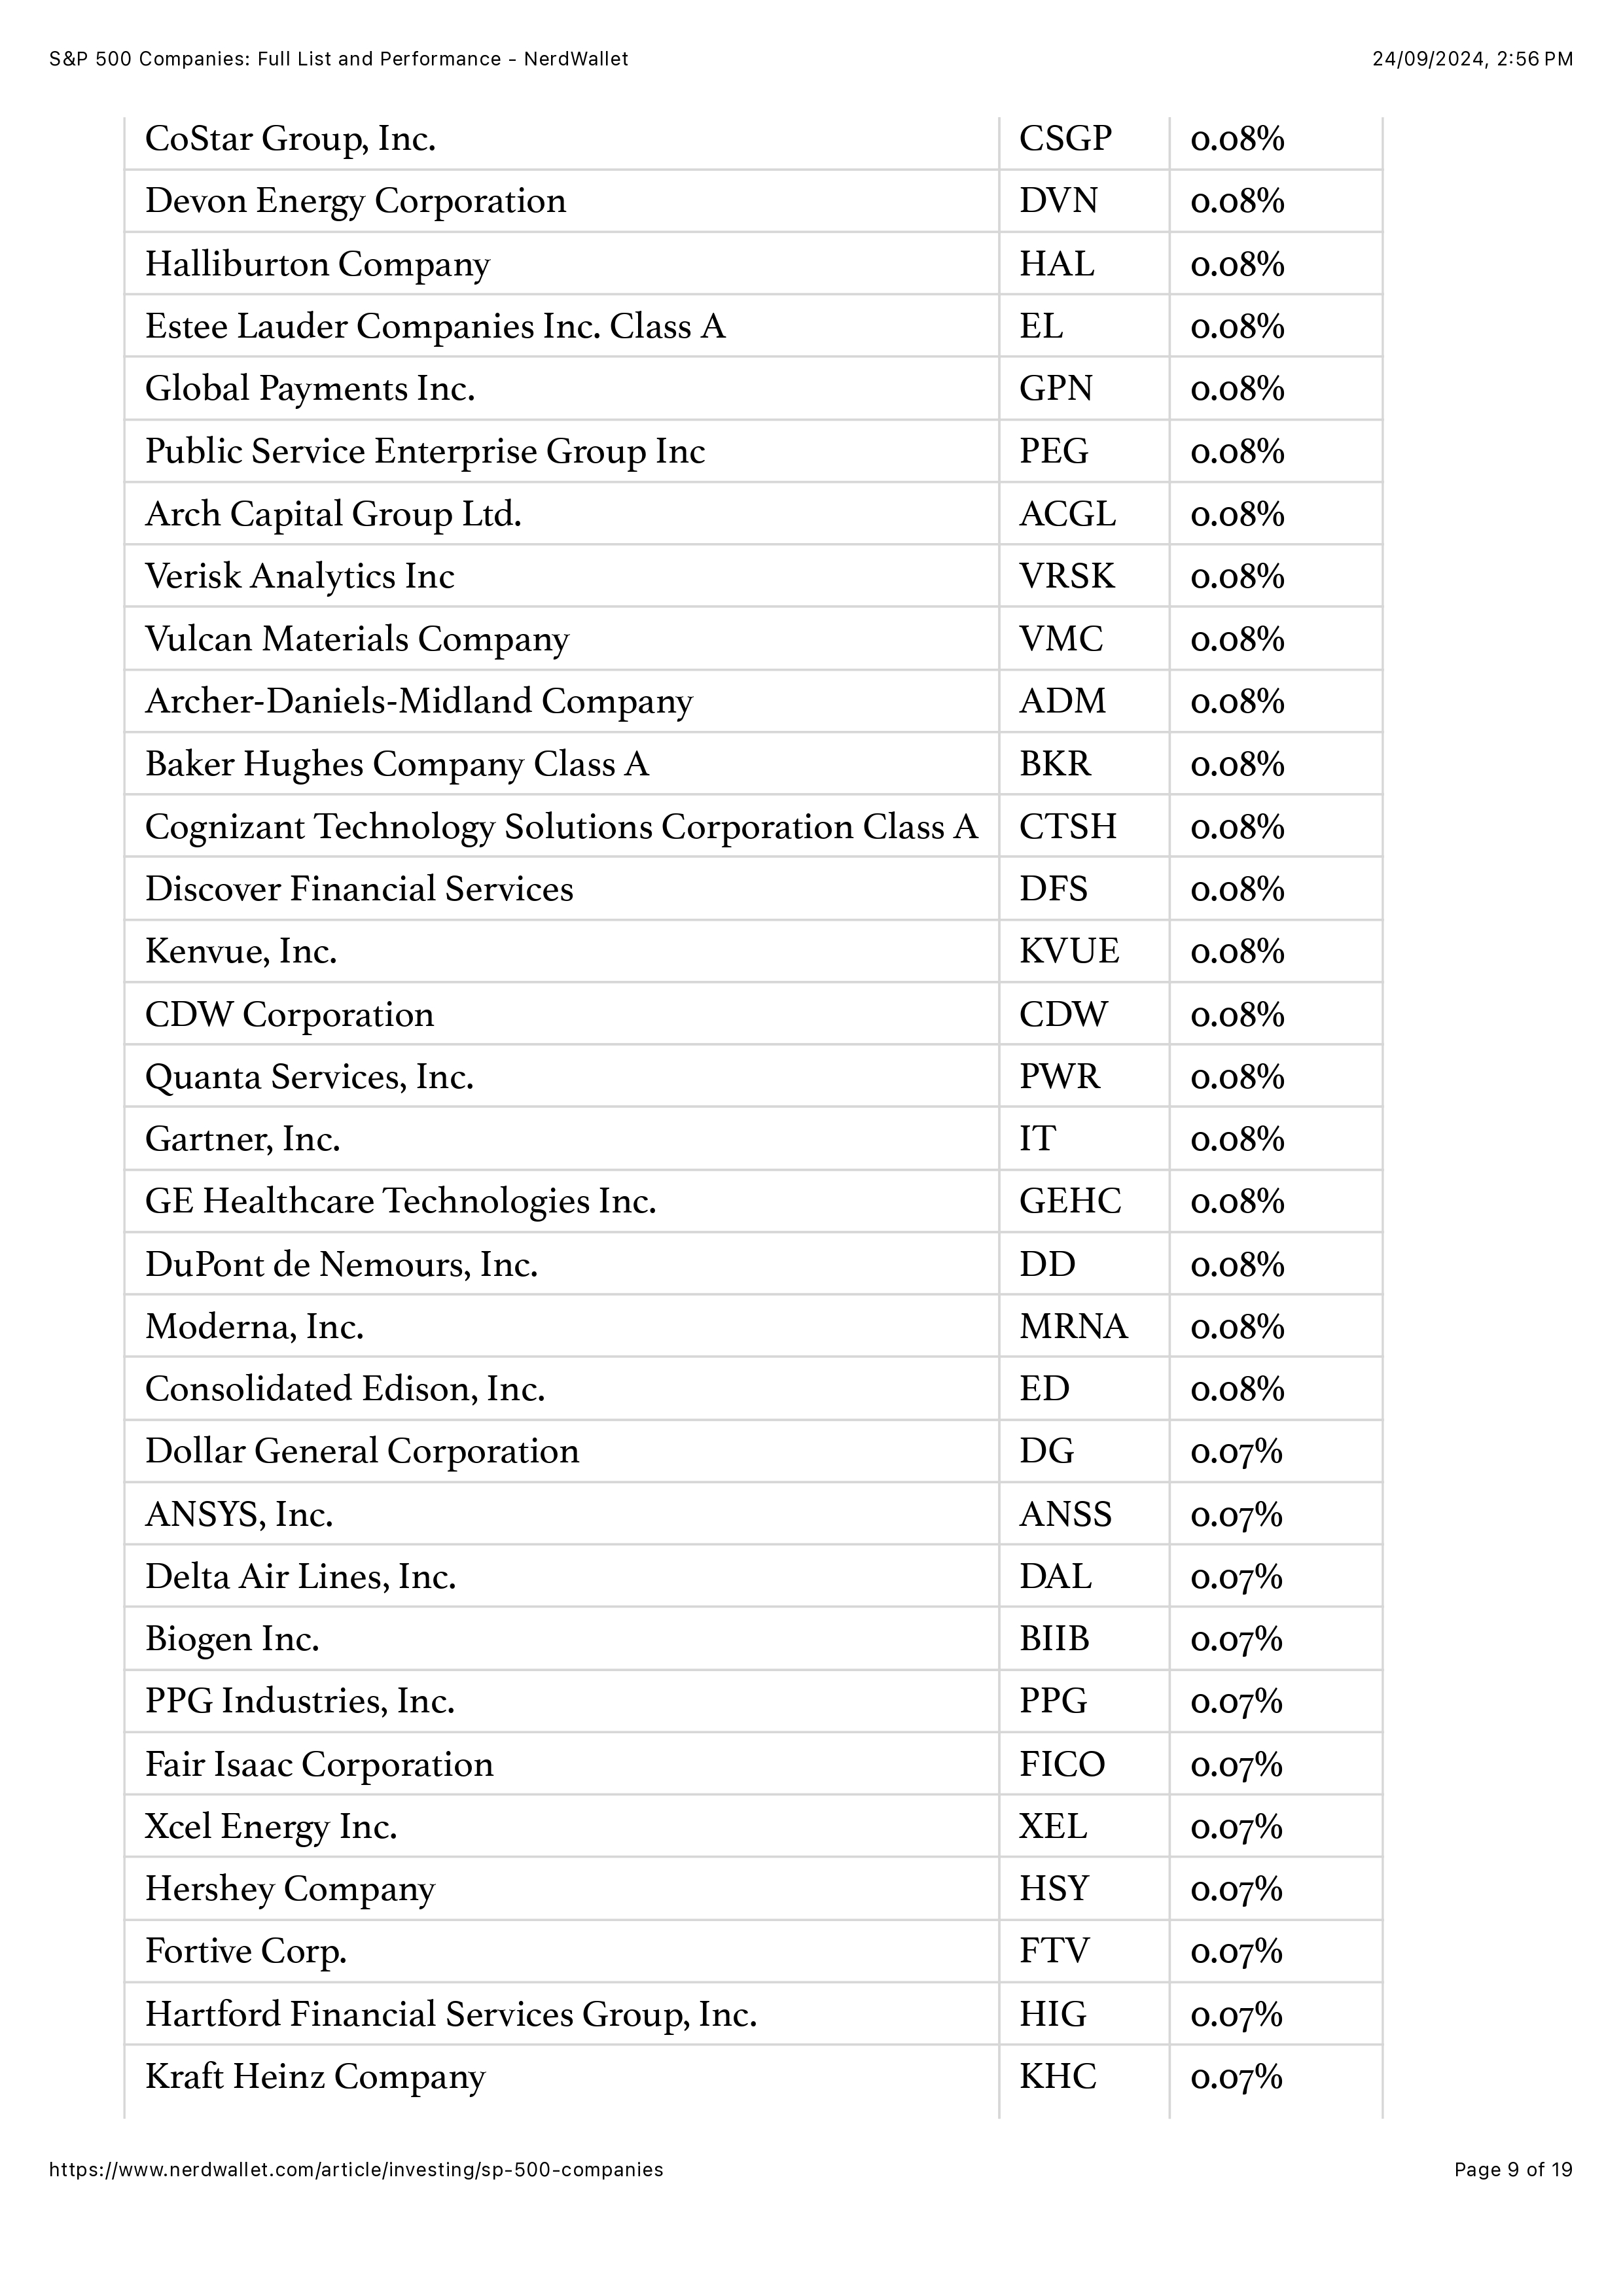 S&P 500 Companies: Full List and Performance - NerdWallet 24/09/2024, 2:56 PM
CoStar Group, Inc. CSGP 0.08%
Devon Energy Corporation DVN 0.08%
Halliburton Company HAL 0.08%
Estee Lauder Companies Inc. Class A EL 0.08%
Global Payments Inc. GPN 0.08%
Public Service Enterprise Group Inc PEG 0.08%
Arch Capital Group Ltd. ACGL 0.08%
Verisk Analytics Inc VRSK 0.08%
Vulcan Materials Company VMC 0.08%
Archer-Daniels-Midland Company ADM 0.08%
Baker Hughes Company Class A BKR 0.08%
Cognizant Technology Solutions Corporation Class A CTSH 0.08%
Discover Financial Services DFS 0.08%
Kenvue, Inc. KVUE 0.08%
CDW Corporation CDW 0.08%
Quanta Services, Inc. PWR 0.08%
Gartner, Inc. IT 0.08%
GE Healthcare Technologies Inc. GEHC 0.08%
DuPont de Nemours, Inc. DD 0.08%
Moderna, Inc. MRNA 0.08%
Consolidated Edison, Inc. ED 0.08%
Dollar General Corporation DG 0.07%
ANSYS, Inc. ANSS 0.07%
Delta Air Lines, Inc. DAL 0.07%
Biogen Inc. BIIB 0.07%
PPG Industries, Inc. PPG 0.07%
Fair Isaac Corporation FICO 0.07%
Xcel Energy Inc. XEL 0.07%
Hershey Company HSY 0.07%
Fortive Corp. FTV 0.07%
Hartford Financial Services Group, Inc. HIG 0.07%
Kraft Heinz Company KHC 0.07%
https://www.nerdwallet.com/article/investing/sp-500-companies Page 9 of 19